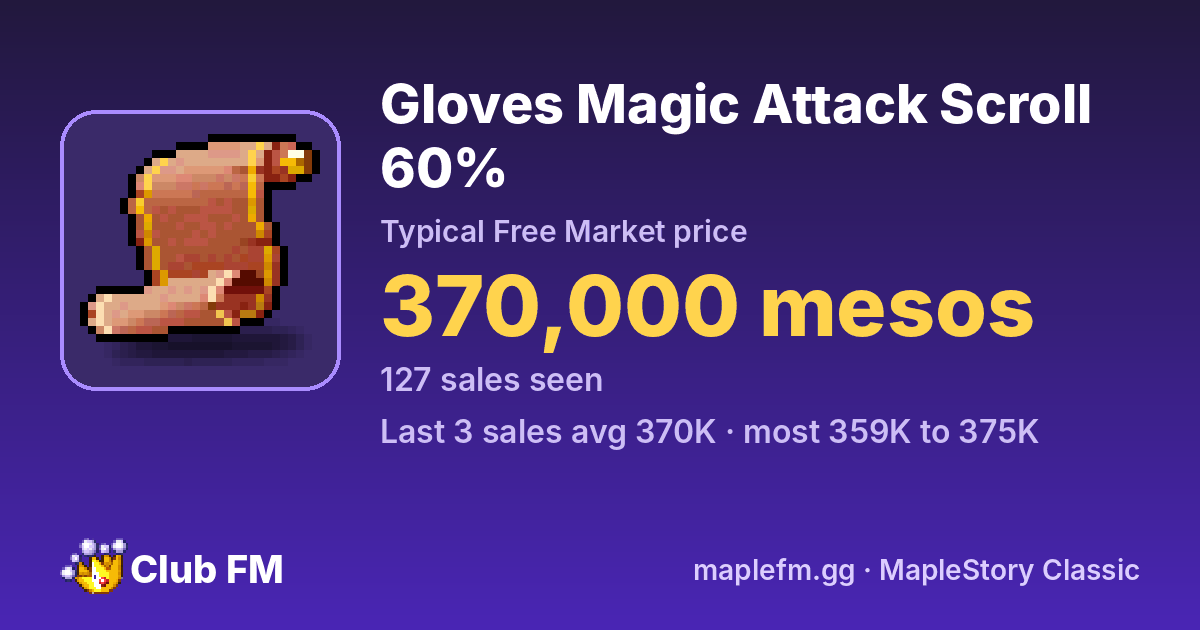 Gloves Magic Attack Scroll
60%
Typical Free Market price
370,000 mesos
127 sales seen
Last 3 sales avg 370K · most 359K to 375K
Club FM
maplefm.gg · MapleStory Classic